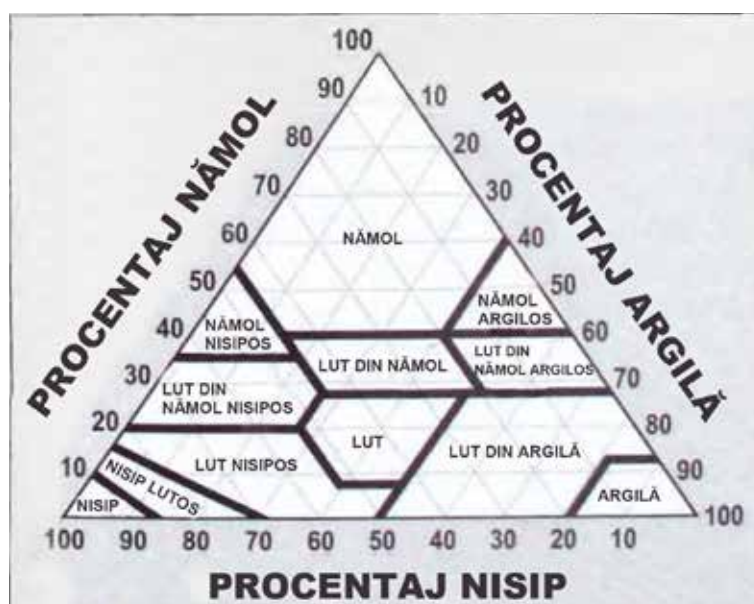 100
90
80
70
60
50
40
30
20
10
PROCENTAJ NĂMOL
10
20
30
40
50
60
70
80
90
100
PROCENTAJ ARGILĂ
NĂMOL
NĂMOL
ARGILOS
NĂMOL
NISIPOS
LUT DIN NĂMOL
LUT DIN
NĂMOL ARGILOS
LUT DIN
NĂMOL NISIPOS
LUT
LUT NISIPOS
LUT DIN ARGILĂ
NISIP LUTOS
NISIP
ARGILĂ
100 90 80 70 60 50 40 30 20 10
PROCENTAJ NISIP